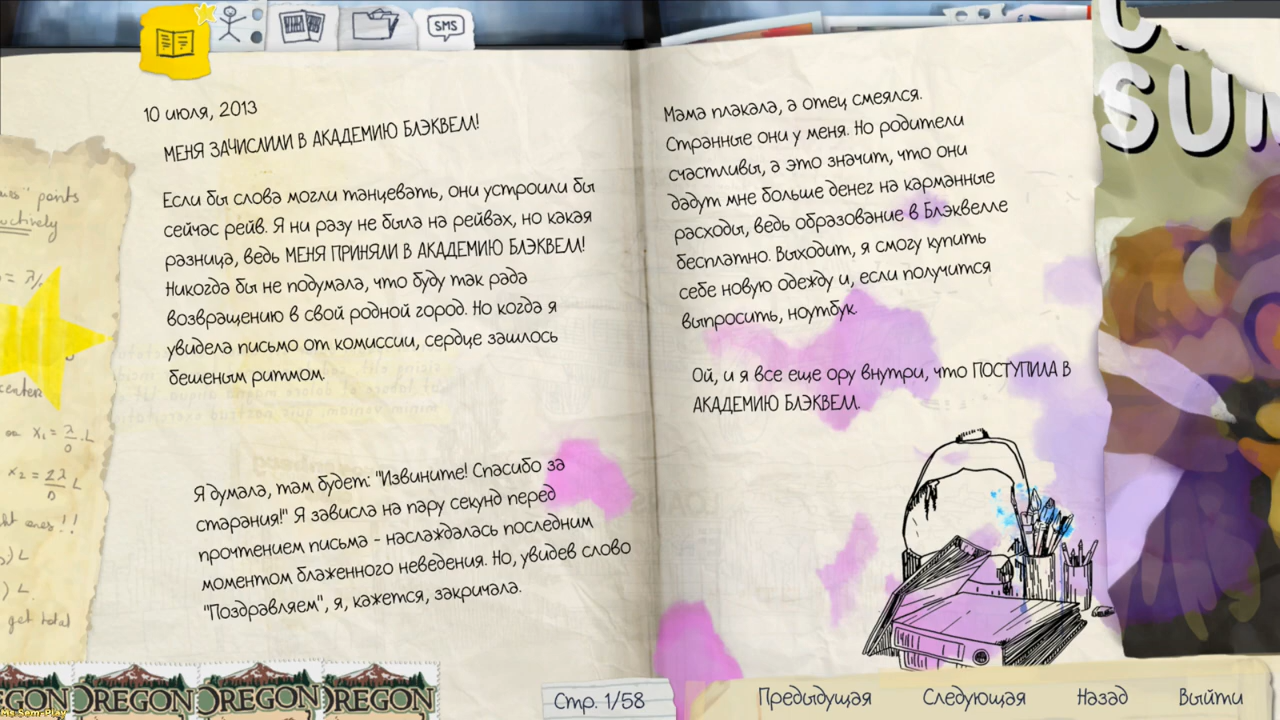 SMS
10 июля, 2013
МЕНЯ ЗАЧИСЛИЛИ В АКАДЕМИЮ БЛЭКВЕЛЛ!
Если бы слова могли танцевать, они устроили бы
сейчас рейв. Я ни разу не была на рейвах, но какая
разница, ведь МЕНЯ ПРИНЯЛИ В АКАДЕМИЮ БЛЭКВЕЛЛ!
Никогда бы не подумала, что буду так рада
возвращению в свой родной город. Но когда я
увидела письмо от комиссии, сердце зашлось
бешеным ритмом.
Я думала, там будет: "Извините! Спасибо за
старания!" Я зависла на пару секунд перед
прочтением письма - наслаждалась последним
моментом блаженного неведения. Но, увидев слово
"Поздравляем", я, кажется, закричала.
Мама плакала, а отец смеялся.
Странные они у меня. Но родители
счастливы, а это значит, что они
дадут мне больше денег на карманные
расходы, ведь образование в Блэквелле
бесплатно. Выходит, я смогу купить
себе новую одежду и, если получится
выпросить, ноутбук.
Ой, и я все еще ору внутри, что ПОСТУПИЛА В
АКАДЕМИЮ БЛЭКВЕЛЛ.
points
get total
OREGON OREGON OREGON
Стр. 1/58
Предыдущая Следующая Назад Выйти